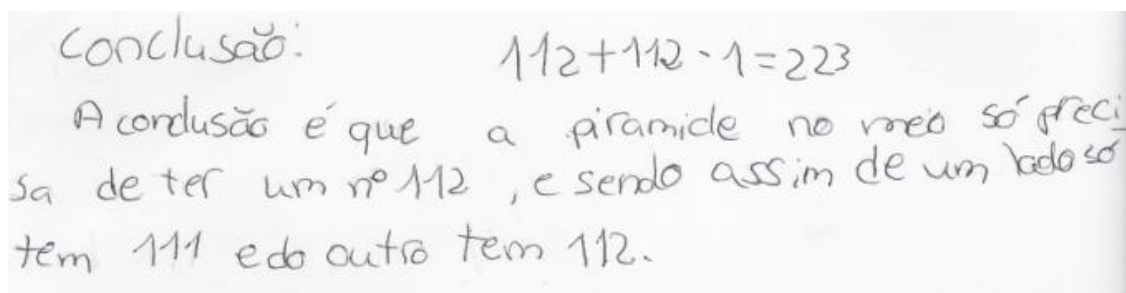 Conclusão:
112+112-1=223
A conclusão é que a piramide no meio só preci-
sa de ter um nº 112, e sendo assim de um lado só
tem 111 e do outro tem 112.